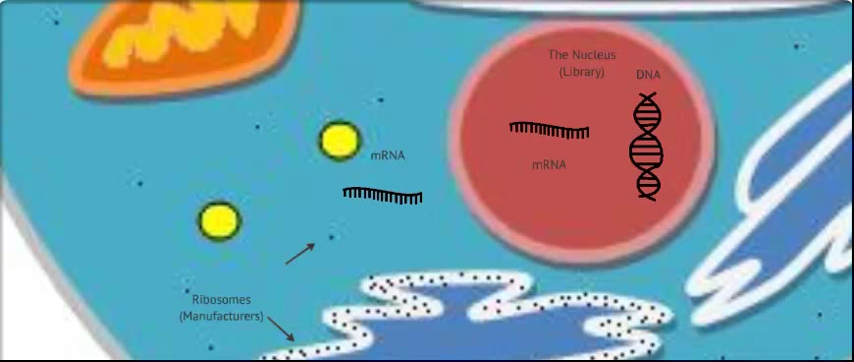 The Nucleus
(Library)
DNA
mRNA
mRNA
Ribosomes
(Manufacturers)